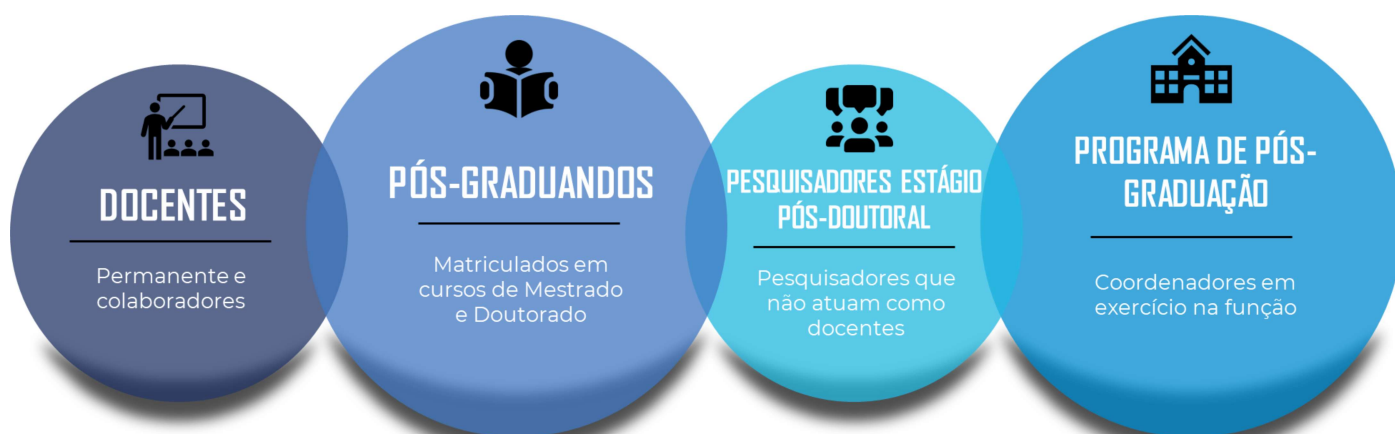 DOCENTES
Permanente e
colaboradores
PÓS-GRADUANDOS
Matriculados em
cursos de Mestrado
e Doutorado
PESQUISADORES ESTÁGIO
PÓS-DOUTORAL
Pesquisadores que
não atuam como
docentes
PROGRAMA DE PÓS-
GRADUAÇÃO
Coordenadores em
exercício na função